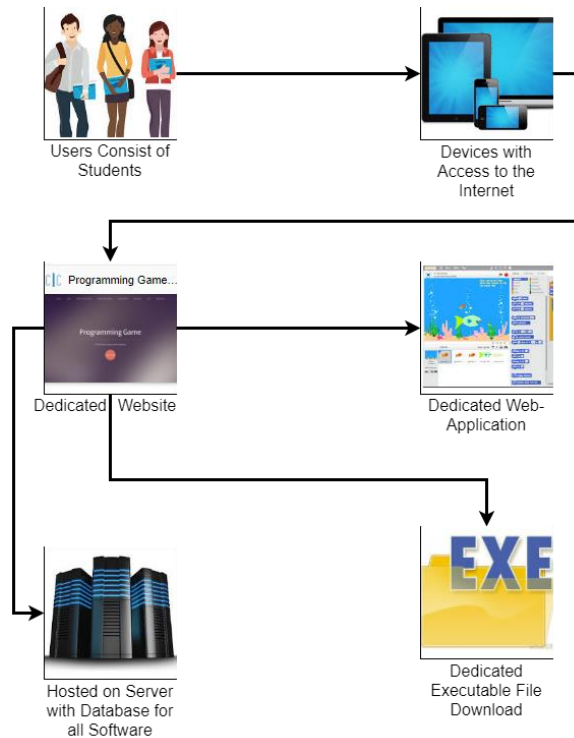 Users Consist of
Students
Devices with
Access to the
Internet
C|C Programming Game...
Programming Game
Dedicated Website
Dedicated Web-
Application
EXE
Hosted on Server
with Database for
all Software
Dedicated
Executable File
Download